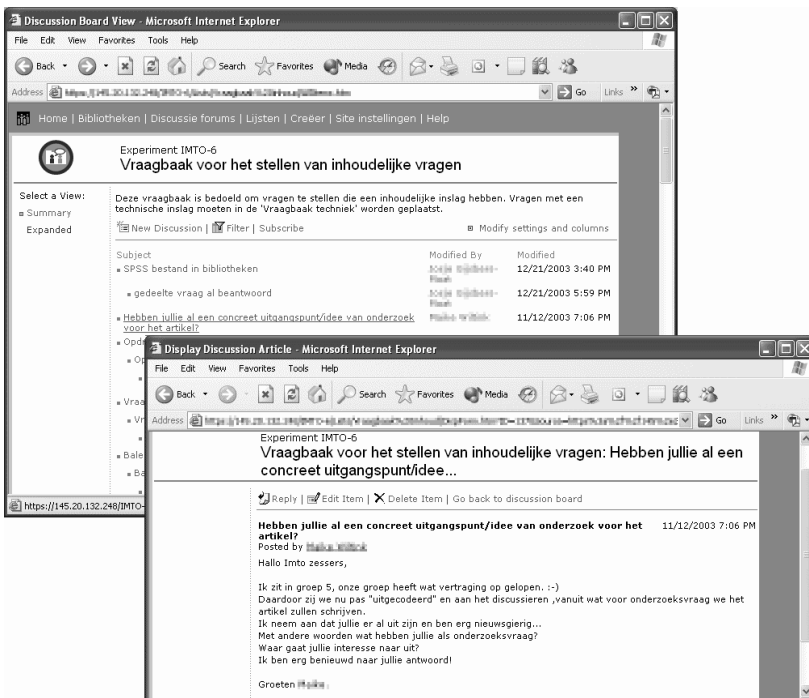 Discussion Board View - Microsoft Internet Explorer
File Edit View Favorites Tools Help
Back Search Favorites Media
Address Go Links »
Home | Bibliotheken | Discussie forums | Lijsten | Creëer | Site instellingen | Help
Experiment IMTO-6
Vraagbaak voor het stellen van inhoudelijke vragen
Select a View:
Summary
Expanded
Deze vraagbaak is bedoeld om vragen te stellen die een inhoudelijke inslag hebben. Vragen met een
technische inslag moeten in de 'Vraagbaak techniek' worden geplaatst.
New Discussion | Filter | Subscribe Modify settings and columns
Subject Modified By Modified
SPSS bestand in bibliotheken 12/21/2003 3:40 PM
gedeelte vraag al beantwoord 12/21/2003 5:59 PM
Hebben jullie al een concreet uitgangspunt/idee van onderzoek 11/12/2003 7:06 PM
voor het artikel?
Opdr
Op
Vraa
Vr
Bale
Ba
https://145.20.132.248/IMTO-
Display Discussion Article - Microsoft Internet Explorer
File Edit View Favorites Tools Help
Back Search Favorites Media
Address Go Links »
Experiment IMTO-6
Vraagbaak voor het stellen van inhoudelijke vragen: Hebben jullie al een
concreet uitgangspunt/idee...
Reply | Edit Item | Delete Item | Go back to discussion board
Hebben jullie al een concreet uitgangspunt/idee van onderzoek voor het 11/12/2003 7:06 PM
artikel?
Posted by
Hallo Imto zessers,
Ik zit in groep 5, onze groep heeft wat vertraging op gelopen. :-)
Daardoor zij we nu pas "uitgecodeerd" en aan het discussieren ,vanuit wat voor onderzoeksvraag we het
artikel zullen schrijven.
Ik neem aan dat jullie er al uit zijn en ben erg nieuwsgierig...
Met andere woorden wat hebben jullie als onderzoeksvraag?
Waar gaat jullie interesse naar uit?
Ik ben erg benieuwd naar jullie antwoord!
Groeten